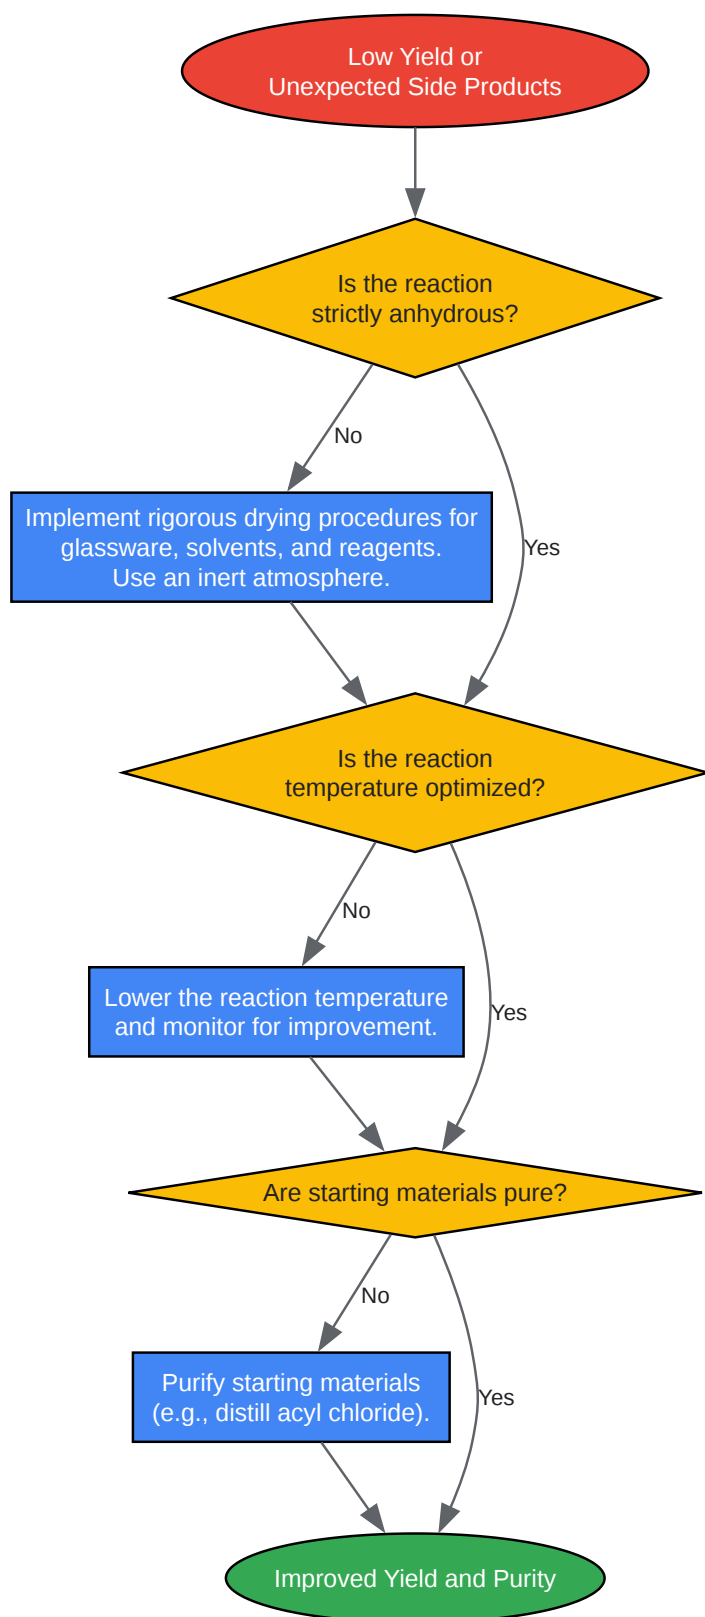 Low Yield or
Unexpected Side Products
Is the reaction
strictly anhydrous?
No
Implement rigorous drying procedures for
glassware, solvents, and reagents.
Use an inert atmosphere.
Yes
Is the reaction
temperature optimized?
No
Lower the reaction temperature
and monitor for improvement.
Yes
Are starting materials pure?
No
Purify starting materials
(e.g., distill acyl chloride).
Yes
Improved Yield and Purity